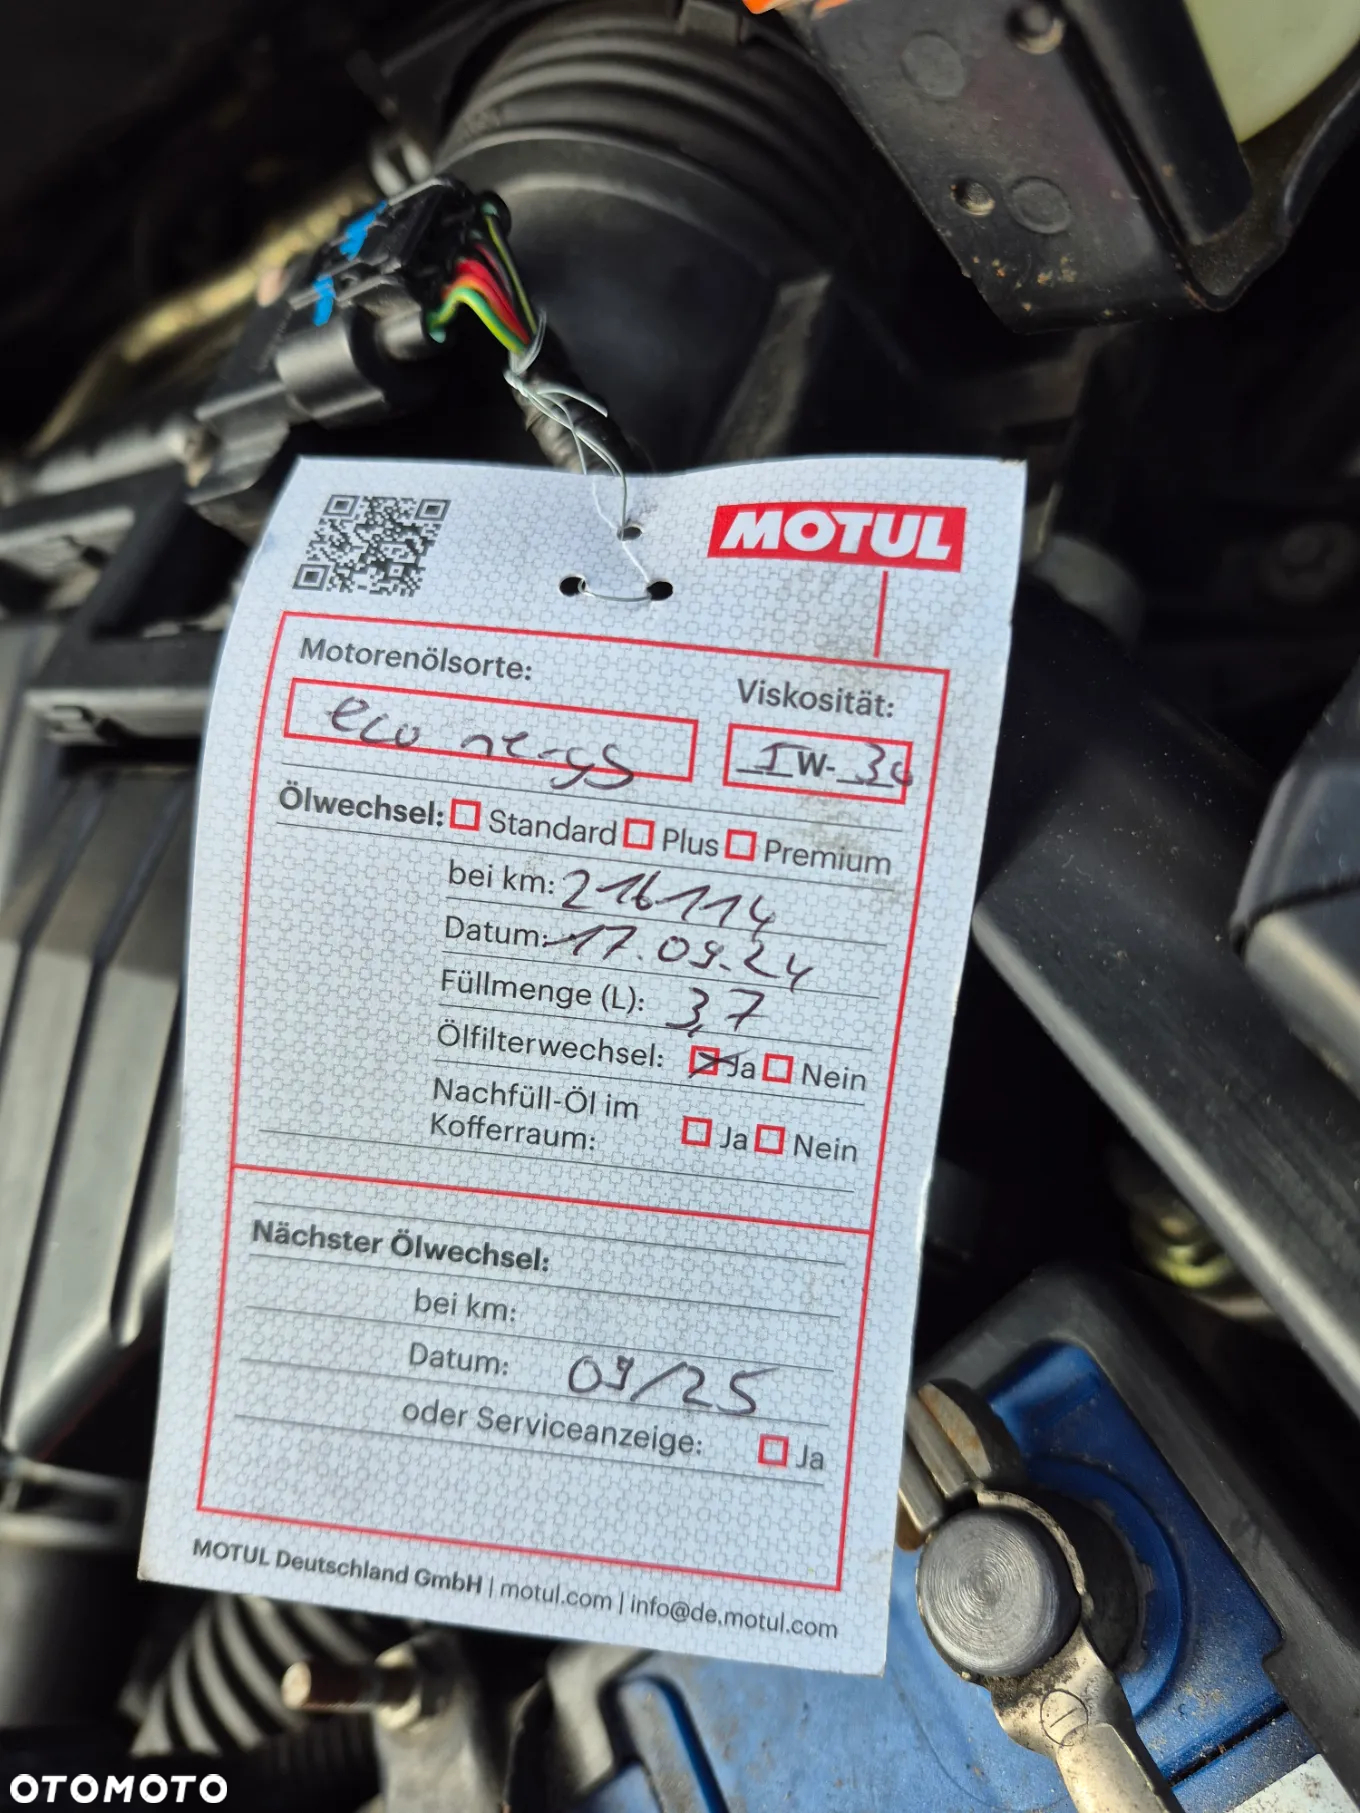 MOTUL
Motorenölsorte:
Viskosität:
eco nergy
5W-30
Ölwechsel: Standard Plus Premium
bei km: 216114
Datum: 17.09.24
Füllmenge (L): 3,7
Ölfilterwechsel: Ja Nein
Nachfüll-Öl im
Kofferraum: Ja Nein
Nächster Ölwechsel:
bei km:
Datum: 09/25
oder Serviceanzeige: Ja
MOTUL Deutschland GmbH | motul.com | info@de.motul.com
OTOMOTO